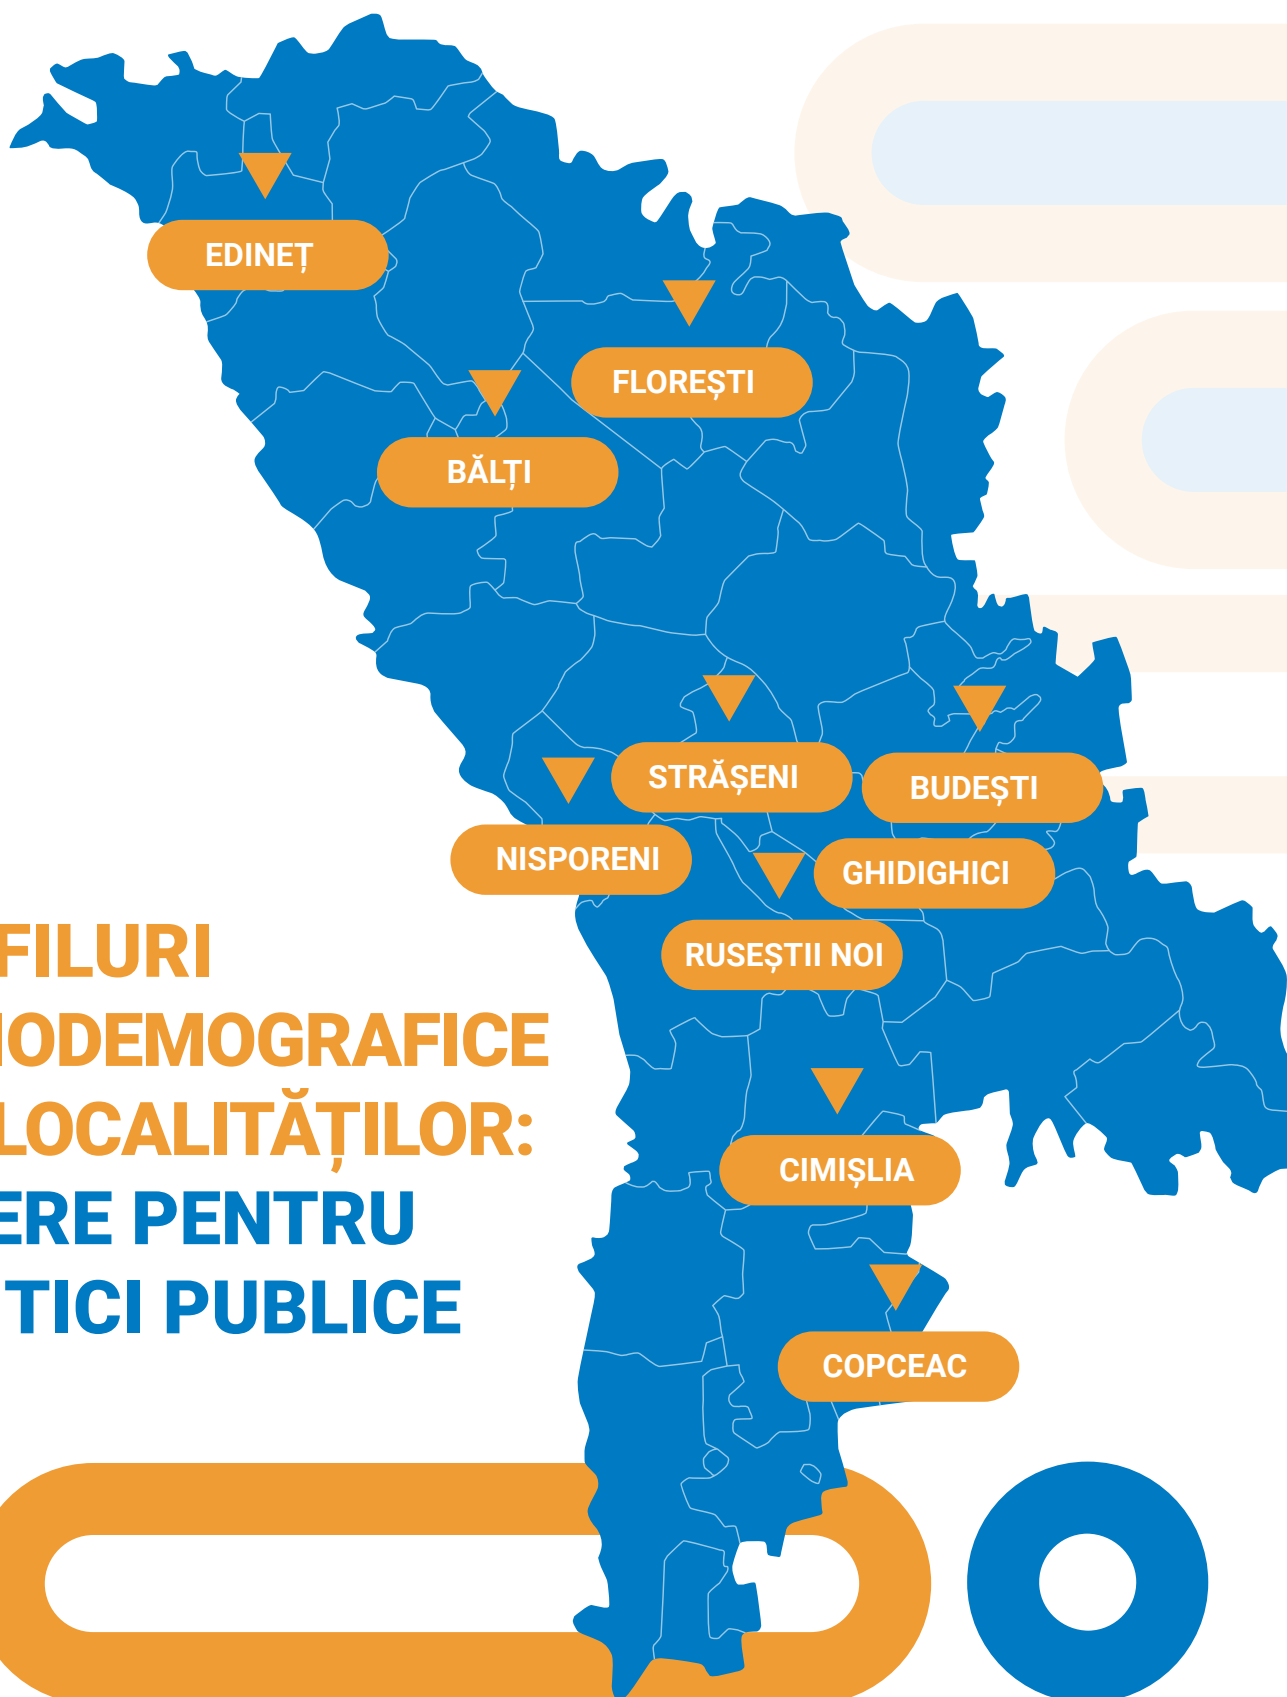 EDINEȚ
FLOREȘTI
BĂLȚI
STRĂȘENI
BUDEȘTI
NISPORENI
GHIDIGHICI
RUSEȘTII NOI
FILURI
IODEMOGRAFICE
LOCALITĂȚILOR:
ERE PENTRU
TICI PUBLICE
CIMIȘLIA
COPCEAC